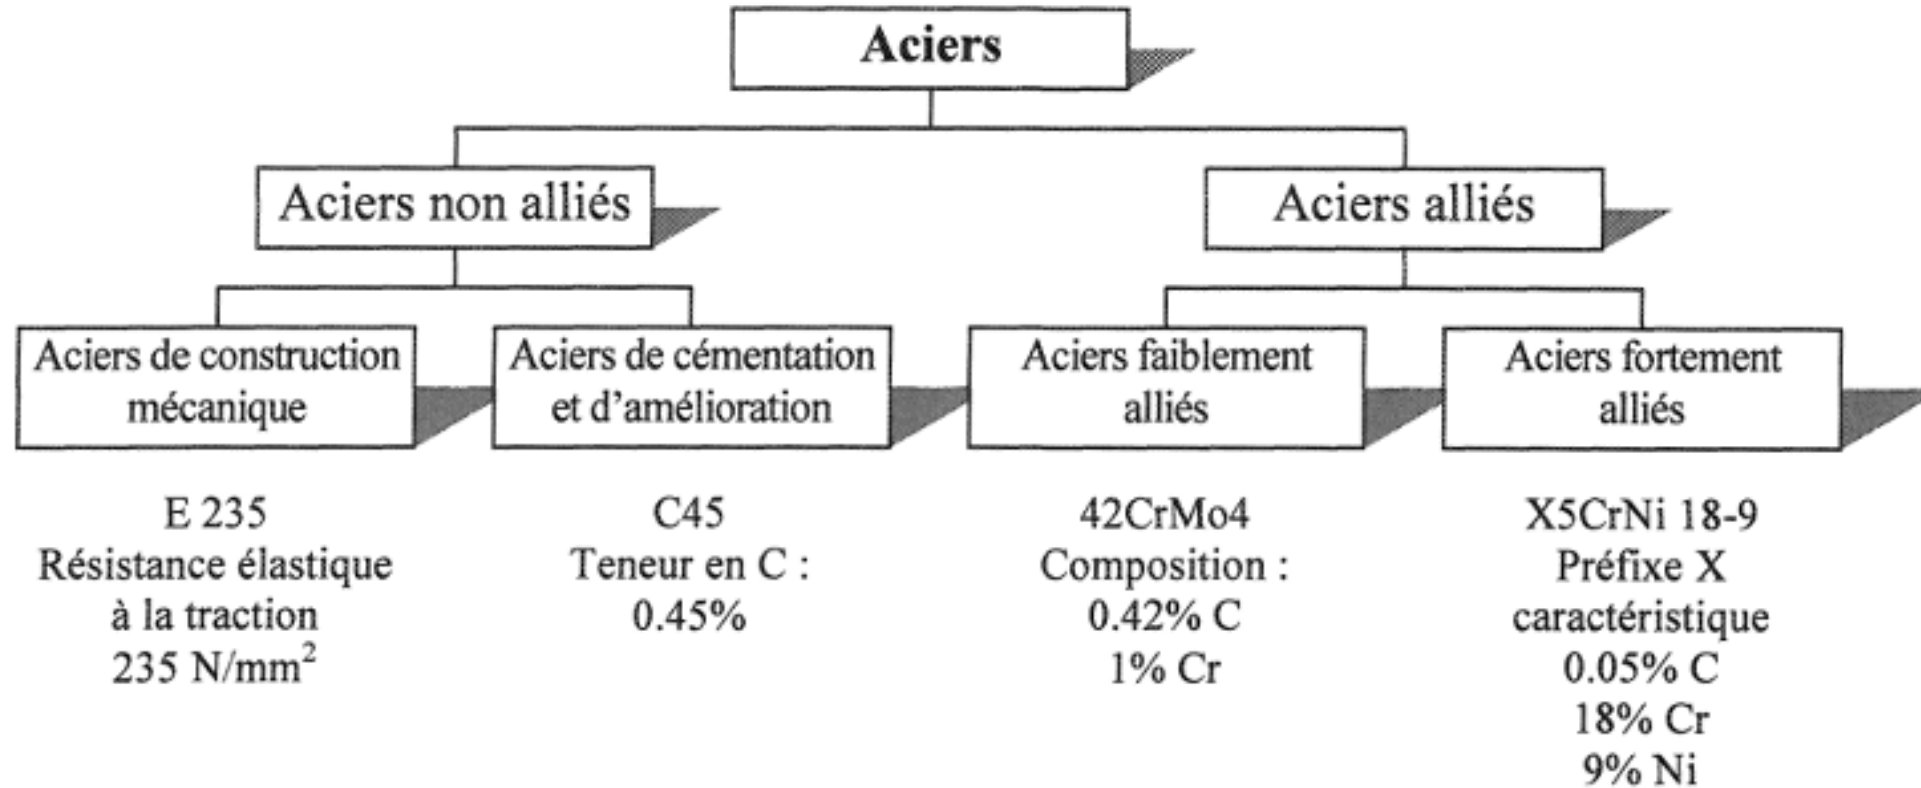 Aciers
Aciers non alliés
Aciers alliés
Aciers de construction
mécanique
Aciers de cémentation
et d'amélioration
Aciers faiblement
alliés
Aciers fortement
alliés
E 235
Résistance élastique
à la traction
235 N/mm²
C45
Teneur en C :
0.45%
42CrMo4
Composition :
0.42% C
1% Cr
X5CrNi 18-9
Préfixe X
caractéristique
0.05% C
18% Cr
9% Ni